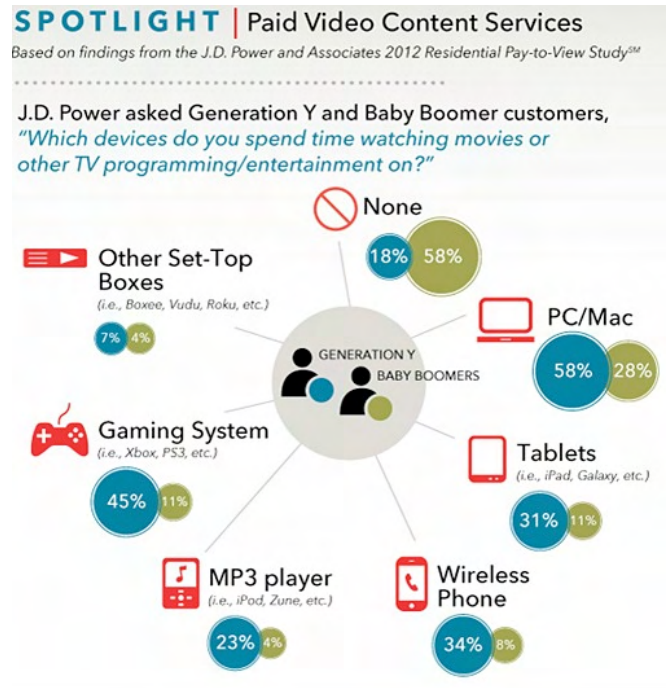 SPOTLIGHT | Paid Video Content Services
Based on findings from the J.D. Power and Associates 2012 Residential Pay-to-View Study℠
J.D. Power asked Generation Y and Baby Boomer customers,
“Which devices do you spend time watching movies or
other TV programming/entertainment on?”
None
18% 58%
Other Set-Top
Boxes
(i.e., Boxee, Vudu, Roku, etc.)
7% 4%
PC/Mac
58% 28%
GENERATION Y
BABY BOOMERS
Gaming System
(i.e., Xbox, PS3, etc.)
45% 11%
Tablets
(i.e., iPad, Galaxy, etc.)
31% 11%
MP3 player
(i.e., iPod, Zune, etc.)
23% 4%
Wireless
Phone
34% 8%